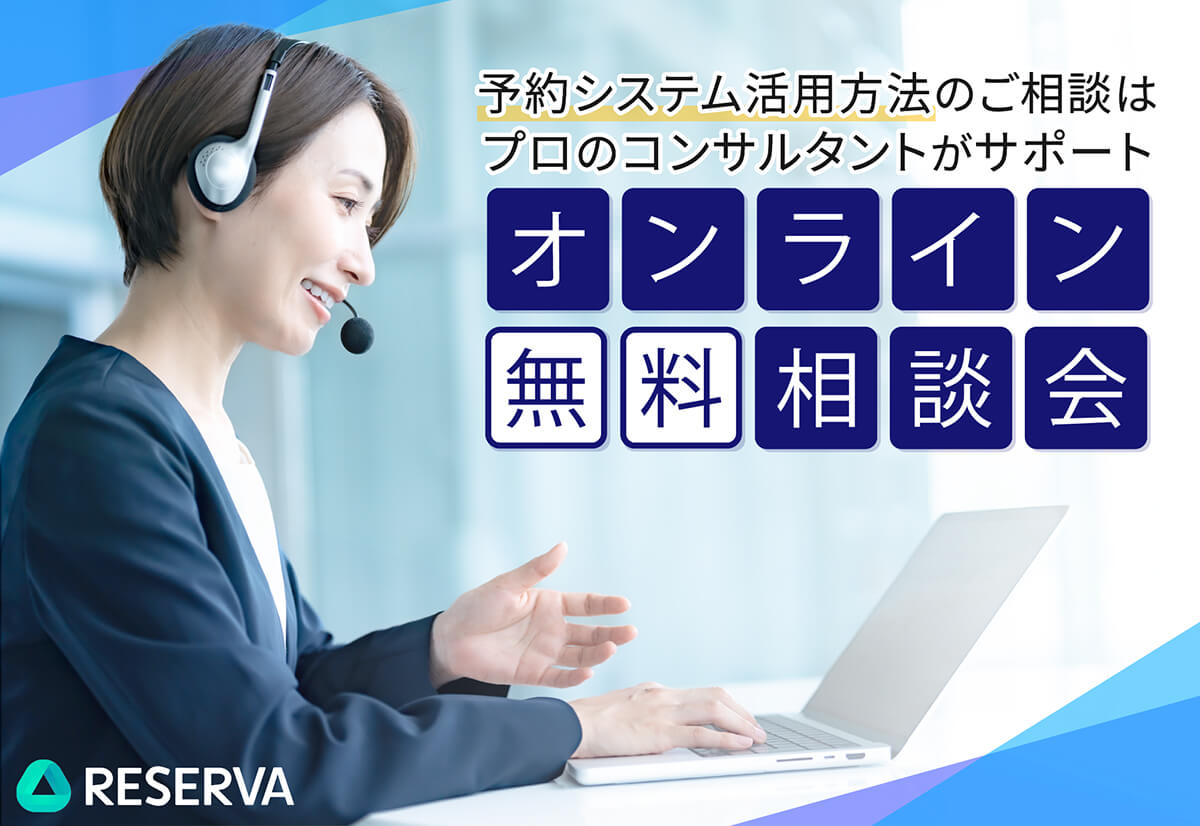 予約システム活用方法のご相談は
プロのコンサルタントがサポート
オンライン
無料相談会
RESERVA